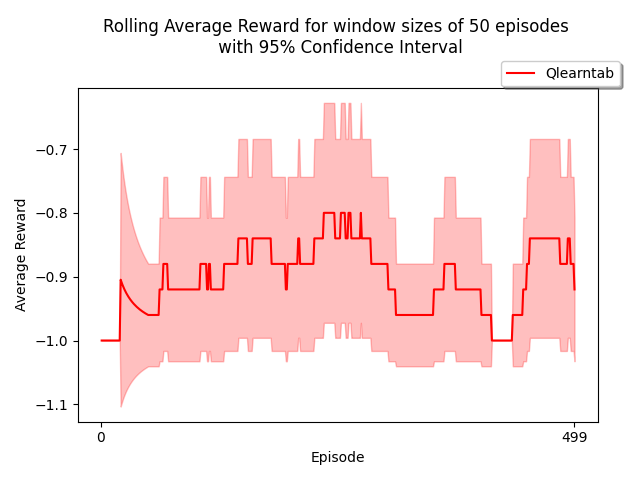 Rolling Average Reward for window sizes of 50 episodes
with 95% Confidence Interval
Qlearntab
−0.7
−0.8
−0.9
−1.0
−1.1
Average Reward
0
499
Episode